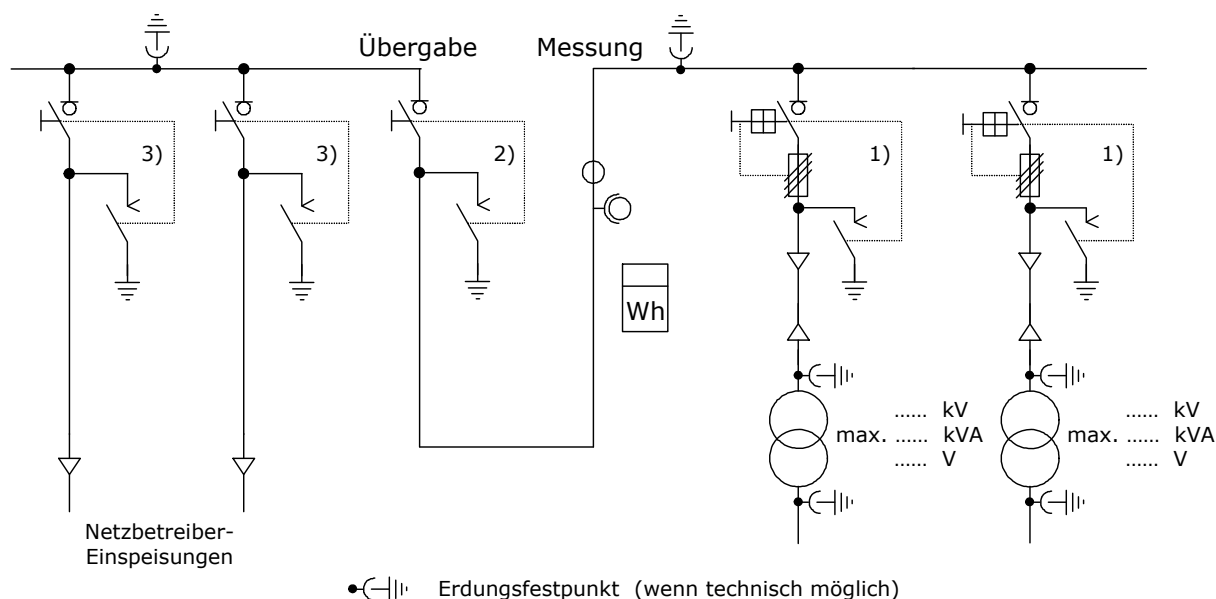 Übergabe
Messung
3)
3)
2)
1)
1)
Wh
...... kV
max. ...... kVA
...... V
...... kV
max. ...... kVA
...... V
Netzbetreiber-
Einspeisungen
Erdungsfestpunkt (wenn technisch möglich)